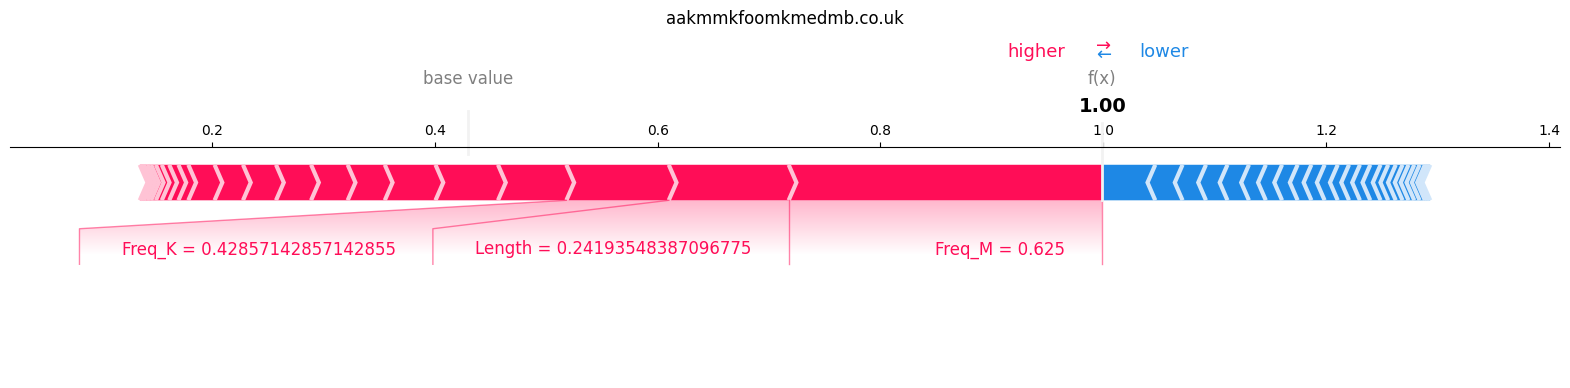 aakmmkfoomkmedmb.co.uk
higher ⇄ lower
base value f(x)
1.00
0.2 0.4 0.6 0.8 1.0 1.2 1.4
Freq_K = 0.42857142857142855 Length = 0.24193548387096775 Freq_M = 0.625